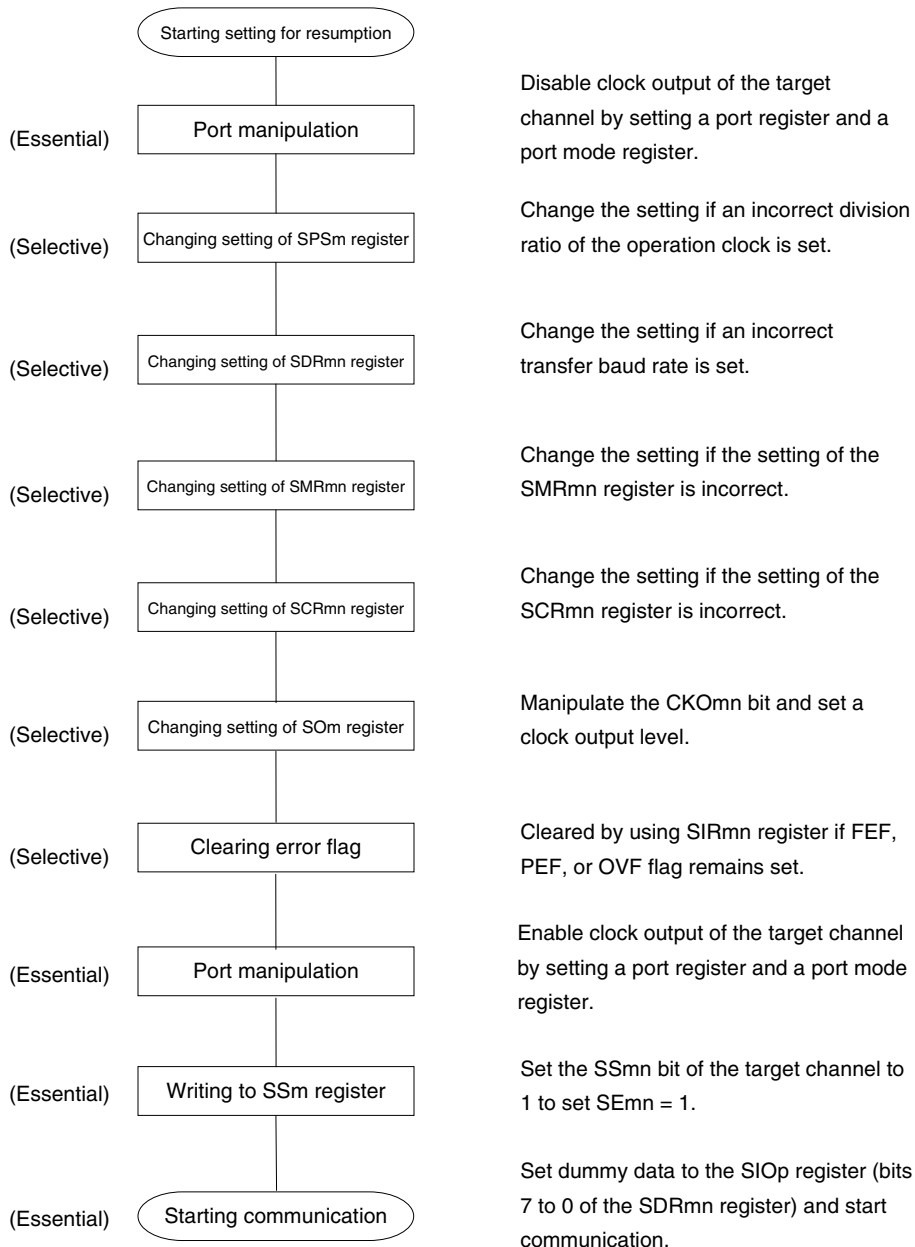 Starting setting for resumption
(Essential)
Port manipulation
Disable clock output of the target
channel by setting a port register and a
port mode register.
(Selective)
Changing setting of SPSm register
Change the setting if an incorrect division
ratio of the operation clock is set.
(Selective)
Changing setting of SDRmn register
Change the setting if an incorrect
transfer baud rate is set.
(Selective)
Changing setting of SMRmn register
Change the setting if the setting of the
SMRmn register is incorrect.
(Selective)
Changing setting of SCRmn register
Change the setting if the setting of the
SCRmn register is incorrect.
(Selective)
Changing setting of SOm register
Manipulate the CKOmn bit and set a
clock output level.
(Selective)
Clearing error flag
Cleared by using SIRmn register if FEF,
PEF, or OVF flag remains set.
(Essential)
Port manipulation
Enable clock output of the target channel
by setting a port register and a port mode
register.
(Essential)
Writing to SSm register
Set the SSmn bit of the target channel to
1 to set SEmn = 1.
(Essential)
Starting communication
Set dummy data to the SIOp register (bits
7 to 0 of the SDRmn register) and start
communication.